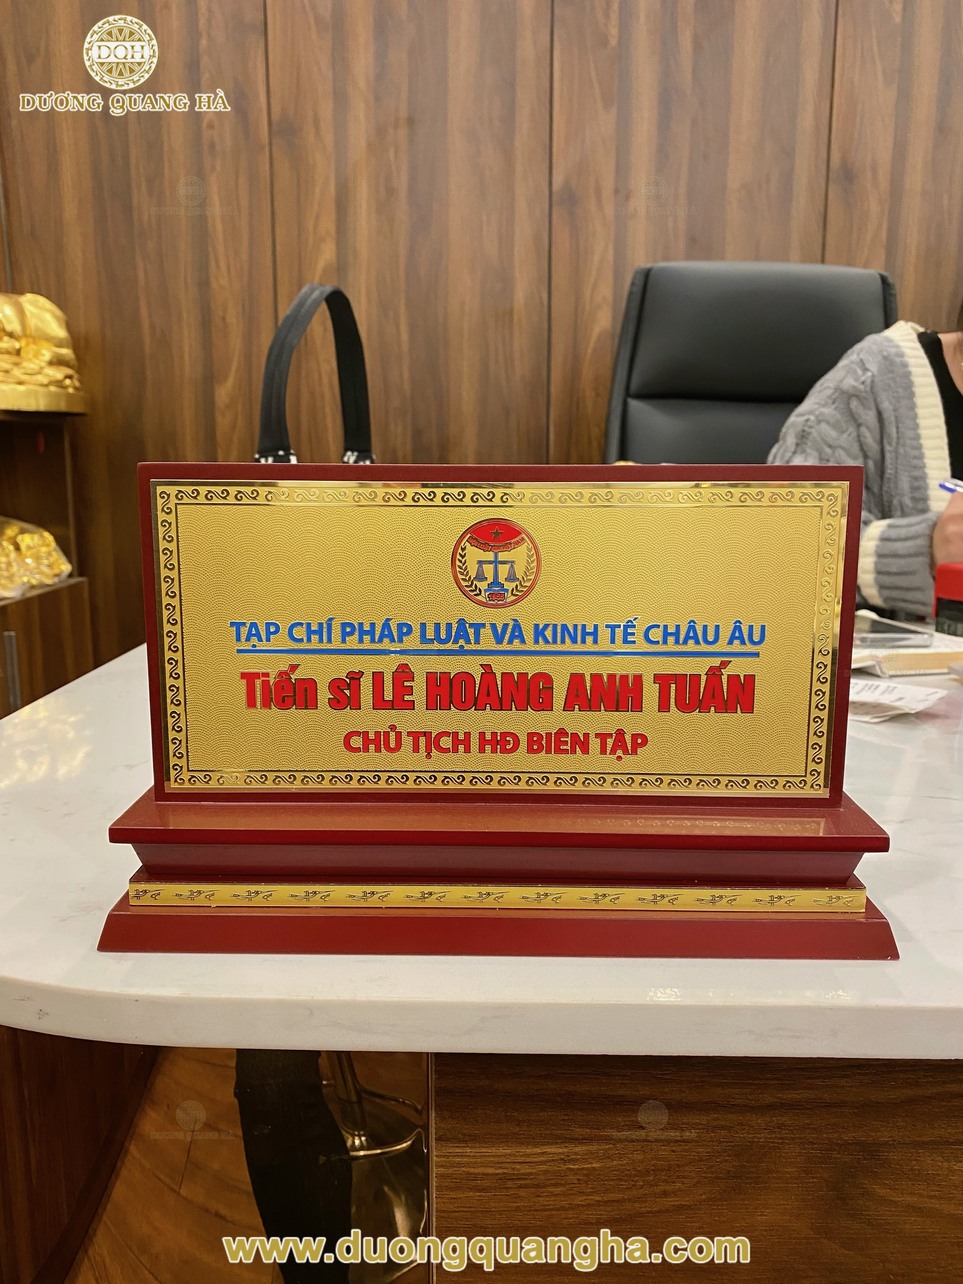 DQH
DƯƠNG QUANG HÀ
TẠP CHÍ PHÁP LUẬT VÀ KINH TẾ CHÂU ÂU
Tiến sĩ LÊ HOÀNG ANH TUẤN
CHỦ TỊCH HĐ BIÊN TẬP
www.duongquangha.com